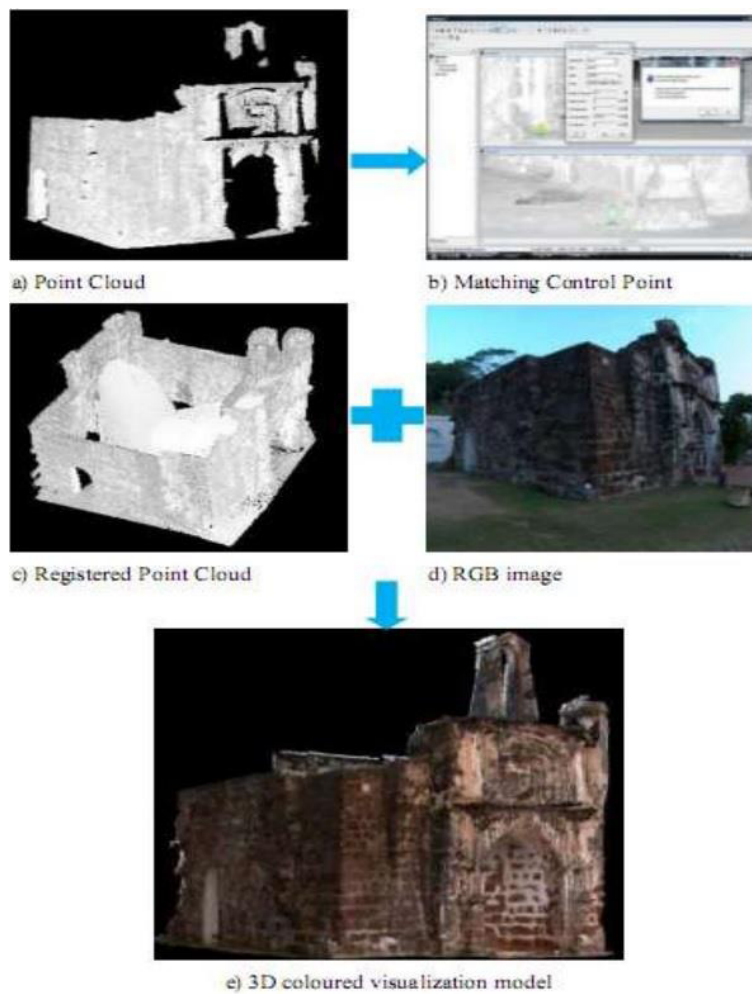 a) Point Cloud
b) Matching Control Point
c) Registered Point Cloud
d) RGB image
e) 3D coloured visualization model